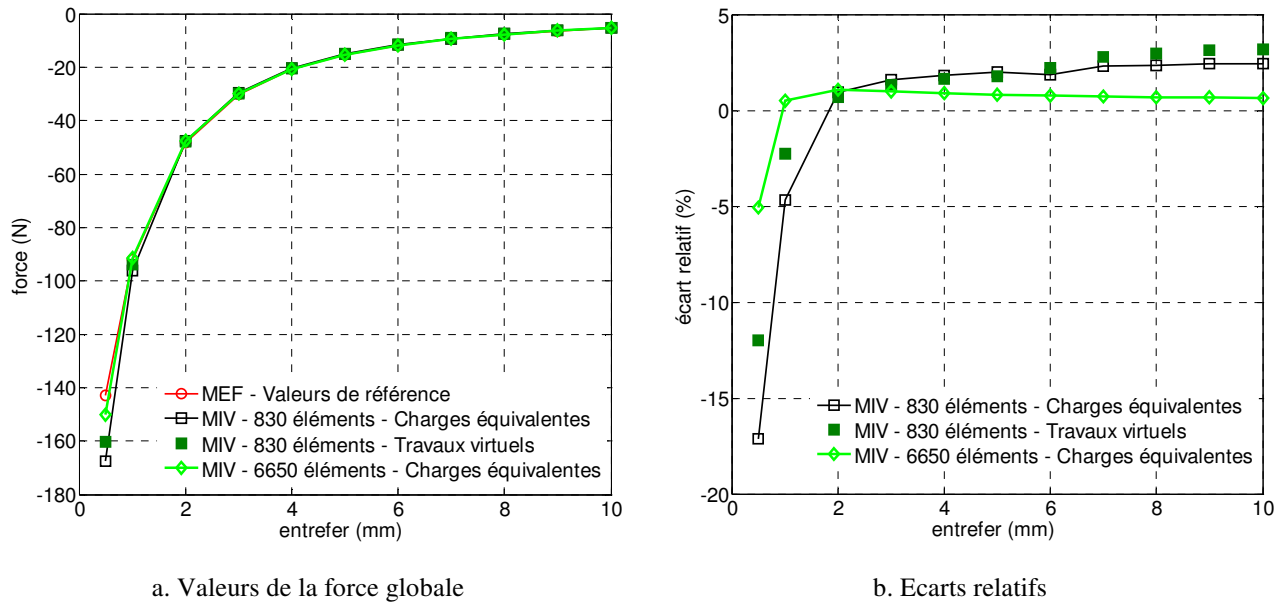 0
-20
-40
-60
-80
-100
-120
-140
-160
-180
force (N)
0
2
4
6
8
10
entrefer (mm)
MEF - Valeurs de référence
MIV - 830 éléments - Charges équivalentes
MIV - 830 éléments - Travaux virtuels
MIV - 6650 éléments - Charges équivalentes
a. Valeurs de la force globale
5
0
-5
-10
-15
-20
écart relatif (%)
0
2
4
6
8
10
entrefer (mm)
MIV - 830 éléments - Charges équivalentes
MIV - 830 éléments - Travaux virtuels
MIV - 6650 éléments - Charges équivalentes
b. Ecarts relatifs